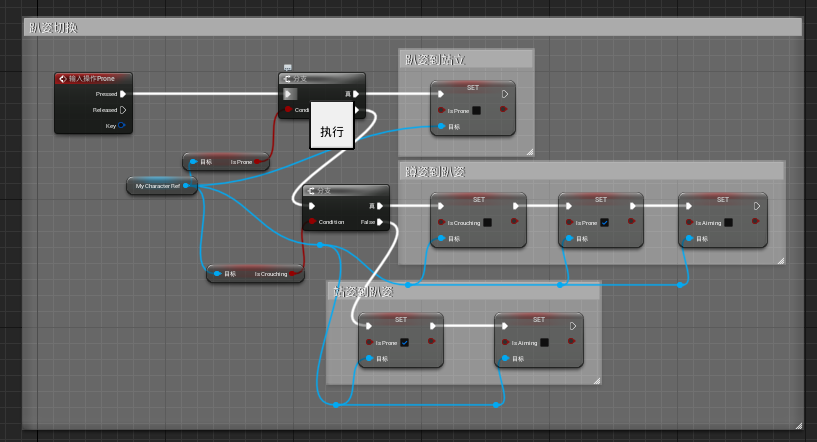 趴姿切换
趴姿到站立
输入操作Prone
Pressed
Released
Key
分支
真
Condi
执行
SET
Is Prone
目标
目标 Is Prone
My Character Ref
蹲姿到趴姿
分支
真
Condition False
SET
Is Crouching
目标
SET
Is Prone
目标
SET
Is Aiming
目标
目标 Is Crouching
站姿到趴姿
SET
Is Prone
目标
SET
Is Aiming
目标